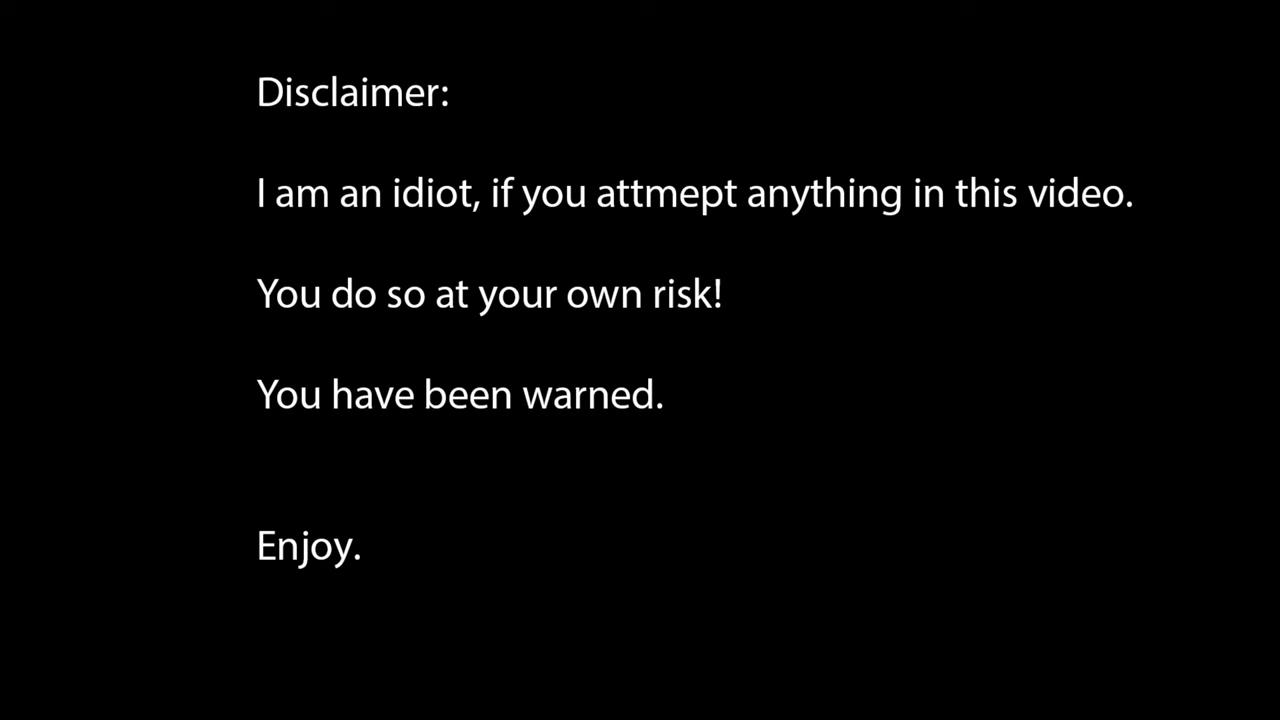 Disclaimer:
I am an idiot, if you attmept anything in this video.
You do so at your own risk!
You have been warned.
Enjoy.